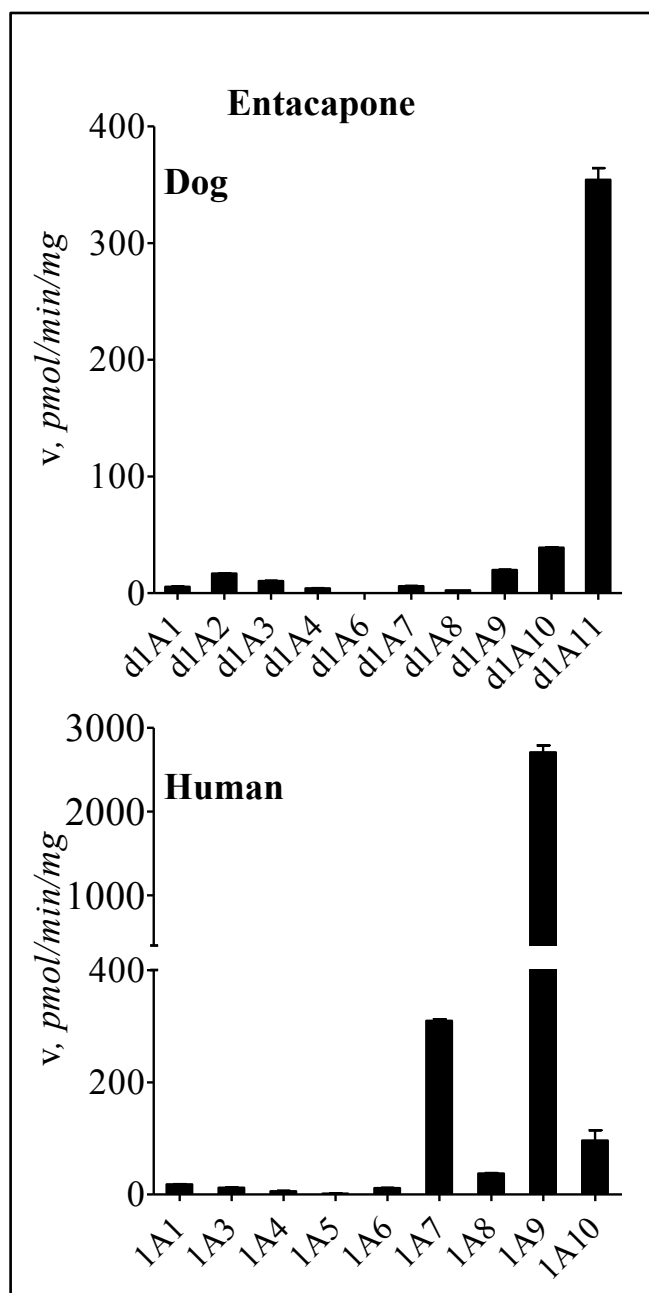 Entacapone
Dog
v, pmol/min/mg
400
300
200
100
0
d1A1 d1A2 d1A3 d1A4 d1A6 d1A7 d1A8 d1A9 d1A10 d1A11
Human
v, pmol/min/mg
3000
2000
1000
400
200
0
1A1 1A3 1A4 1A5 1A6 1A7 1A8 1A9 1A10